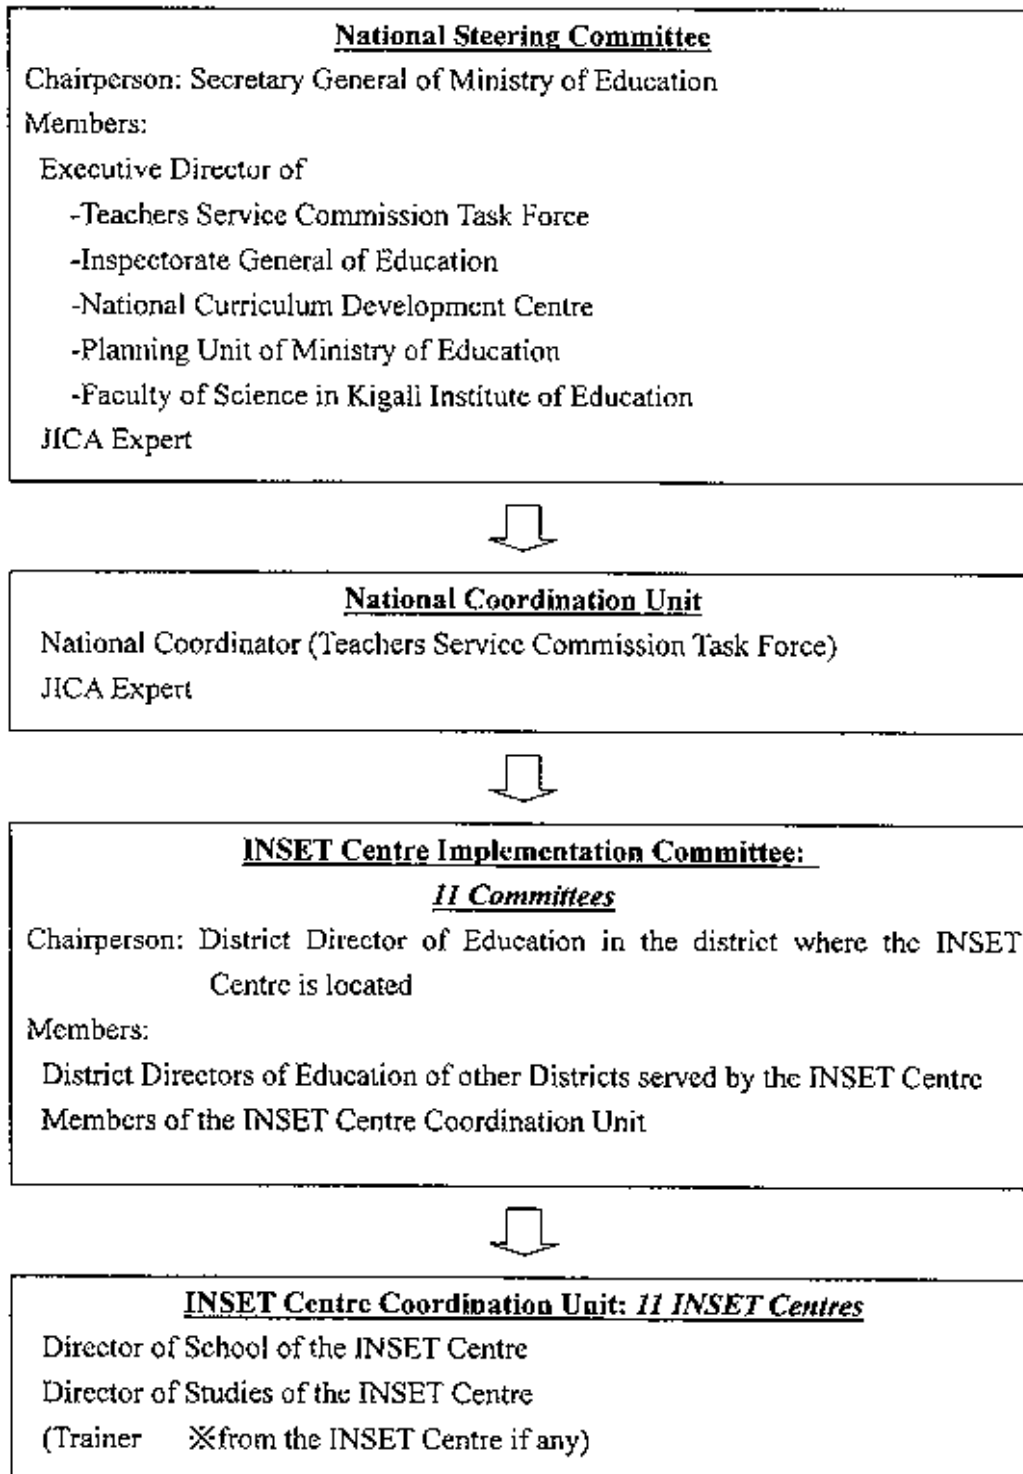 National Steering Committee
Chairperson: Secretary General of Ministry of Education
Members:
Executive Director of
-Teachers Service Commission Task Force
-Inspectorate General of Education
-National Curriculum Development Centre
-Planning Unit of Ministry of Education
-Faculty of Science in Kigali Institute of Education
JICA Expert
National Coordination Unit
National Coordinator (Teachers Service Commission Task Force)
JICA Expert
INSET Centre Implementation Committee:
11 Committees
Chairperson: District Director of Education in the district where the INSET
Centre is located
Members:
District Directors of Education of other Districts served by the INSET Centre
Members of the INSET Centre Coordination Unit
INSET Centre Coordination Unit: 11 INSET Centres
Director of School of the INSET Centre
Director of Studies of the INSET Centre
(Trainer ※from the INSET Centre if any)